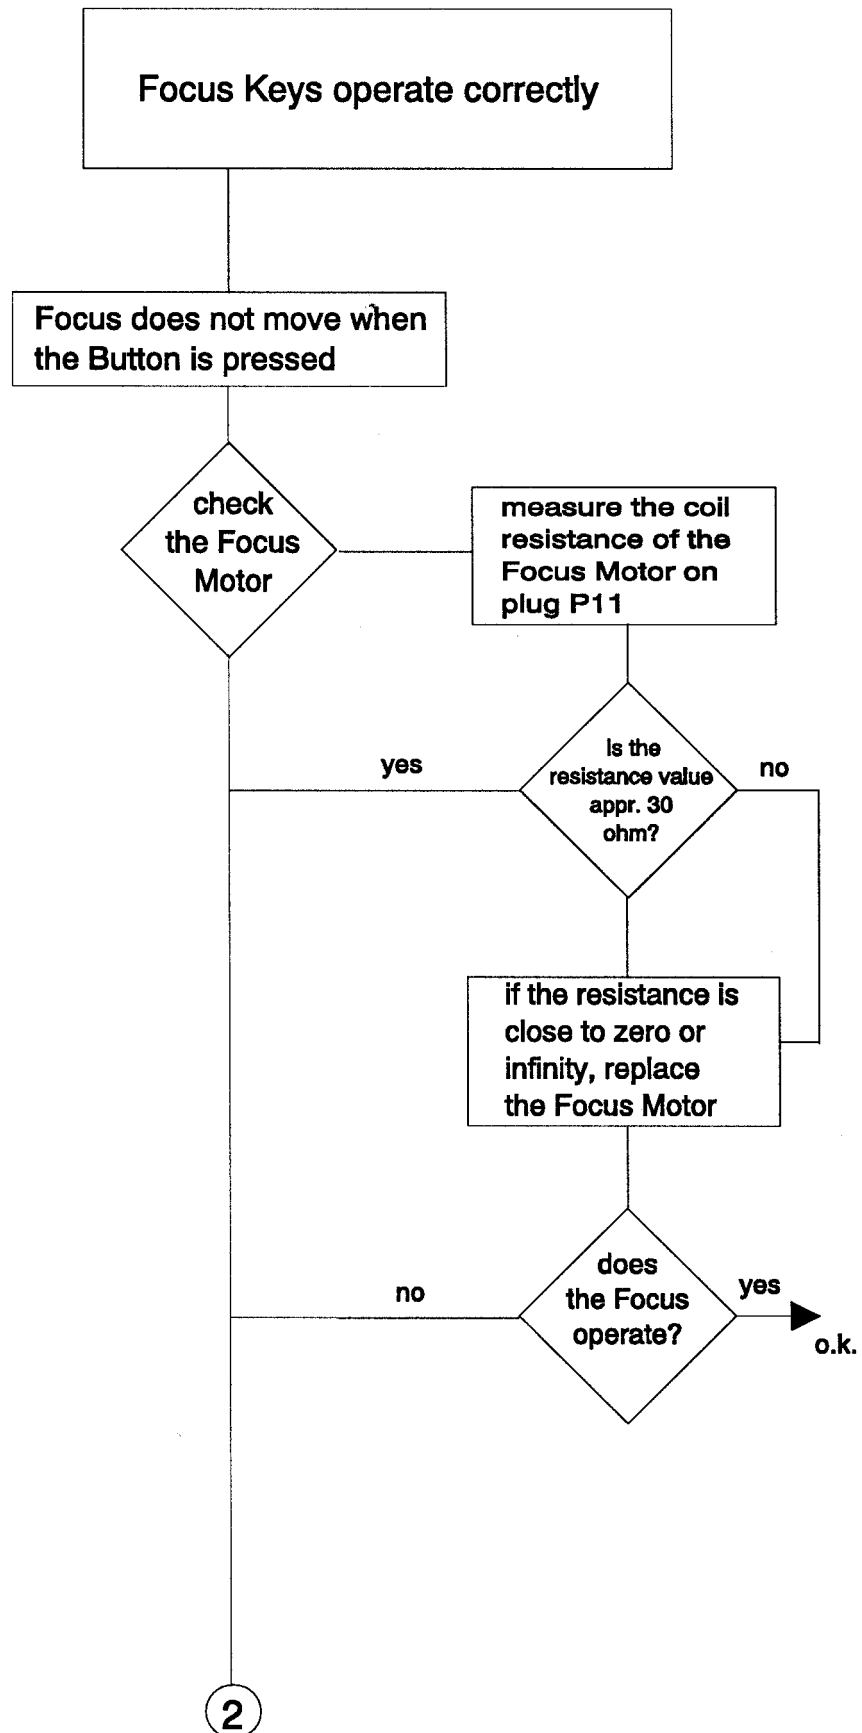 Focus Keys operate correctly
Focus does not move when
the Button is pressed
check
the Focus
Motor
measure the coil
resistance of the
Focus Motor on
plug P11
is the
resistance value
appr. 30
ohm?
yes
no
if the resistance is
close to zero or
infinity, replace
the Focus Motor
does
the Focus
operate?
no
yes
o.k.
2